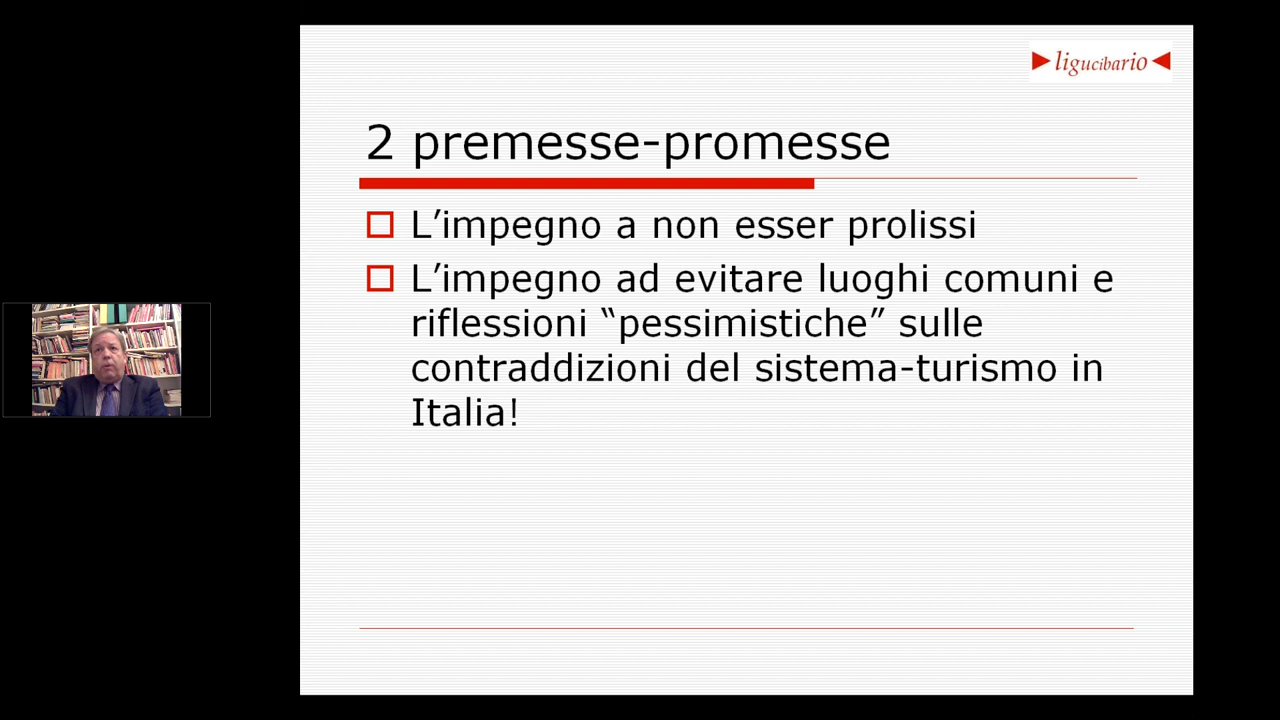 ligucibario
2 premesse-promesse
L’impegno a non esser prolissi
L’impegno ad evitare luoghi comuni e
riflessioni “pessimistiche” sulle
contraddizioni del sistema-turismo in
Italia!